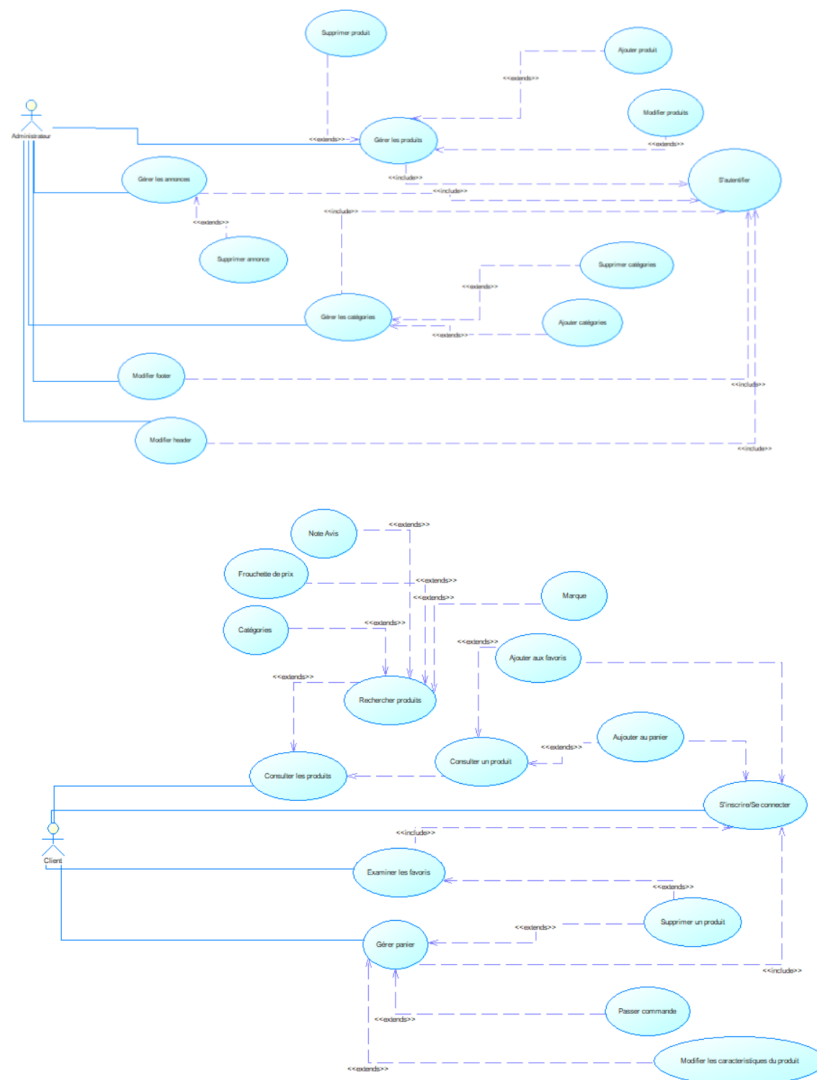 Supprimer produit
Ajouter produit
<<extends>>
Modifier produits
Administrateur
<<extends>>
Gérer les produits
<<extends>>
<<include>>
S'autentifier
Gérer les annonces
<<include>>
<<include>>
<<extends>>
Supprimer annonce
Supprimer catégories
<<extends>>
Gérer les catégories
Ajouter catégories
<<extends>>
Modifier footer
<<include>>
Modifier header
<<include>>
<<extends>>
Note Avis
Frouchette de prix
<<extends>>
Marque
<<extends>>
Catégories
<<extends>>
<<extends>>
Ajouter aux favoris
<<extends>>
Rechercher produits
Aujouter au panier
<<extends>>
Consulter un produit
Consulter les produits
S'inscrire/Se connecter
<<include>>
Client
Examiner les favoris
<<extends>>
Supprimer un produit
<<extends>>
Gérer panier
<<include>>
Passer commande
<<extends>>
Modifier les caracteristiques du produit
<<extends>>